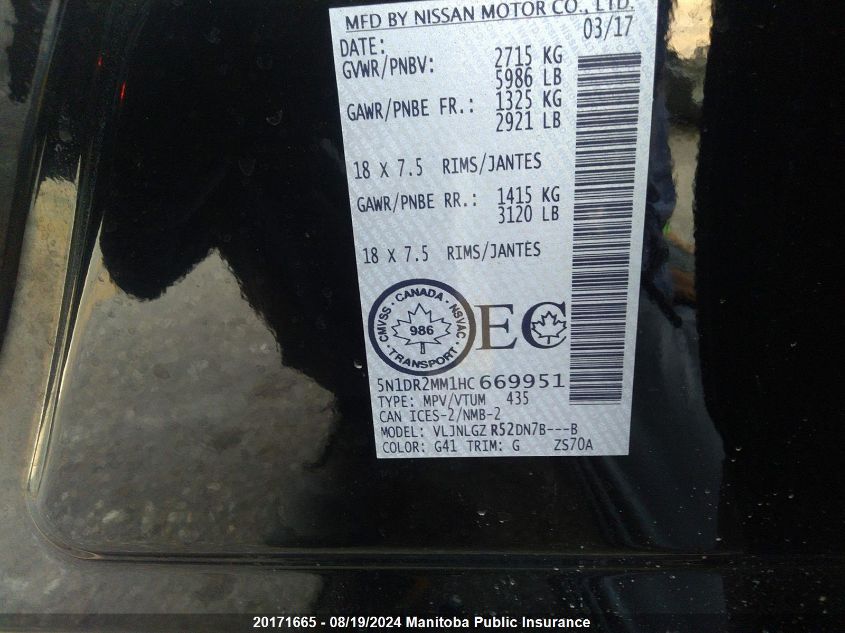 MFD BY NISSAN MOTOR CO., LTD.
DATE: 03/17
GVWR/PNBV: 2715 KG
5986 LB
GAWR/PNBE FR.: 1325 KG
2921 LB
18 X 7.5 RIMS/JANTES
GAWR/PNBE RR.: 1415 KG
3120 LB
18 X 7.5 RIMS/JANTES
CMVSS · CANADA · NSVAC · TRANSPORT ·
986
EC
5N1DR2MM1HC 669951
TYPE: MPV/VTUM 435
CAN ICES-2/NMB-2
MODEL: VLJNLGZ R52DN7B---B
COLOR: G41 TRIM: G ZS70A
20171665 - 08/19/2024 Manitoba Public Insurance